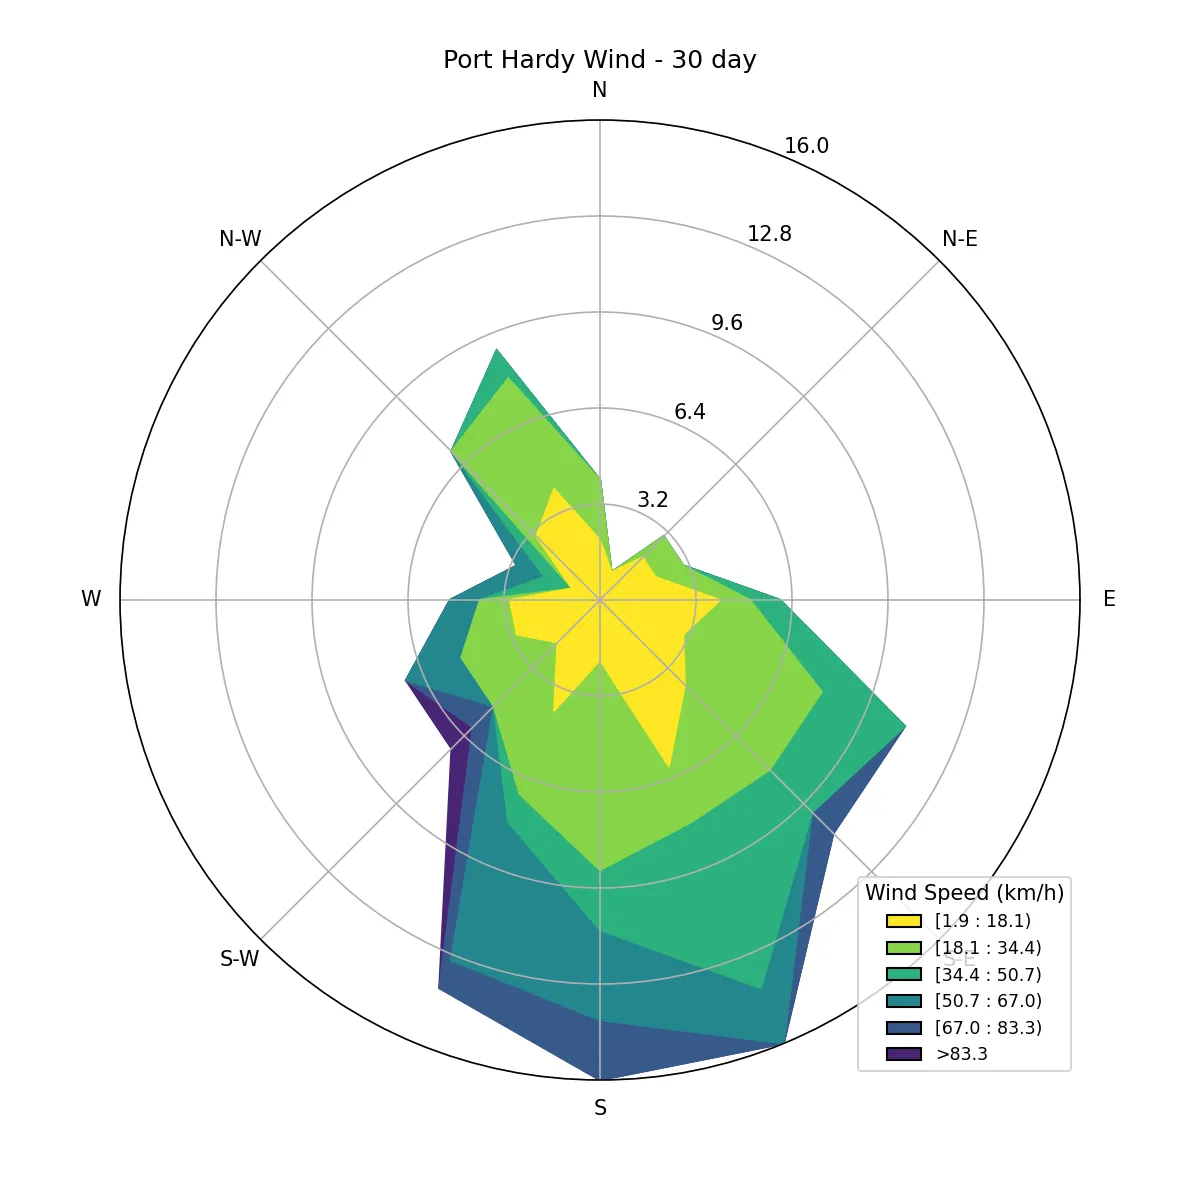 Port Hardy Wind - 30 day
N
16.0
N-W
12.8
N-E
9.6
6.4
3.2
W
E
Wind Speed (km/h)
[1.9 : 18.1)
[18.1 : 34.4)
S-W
S-E
[34.4 : 50.7)
[50.7 : 67.0)
[67.0 : 83.3)
>83.3
S